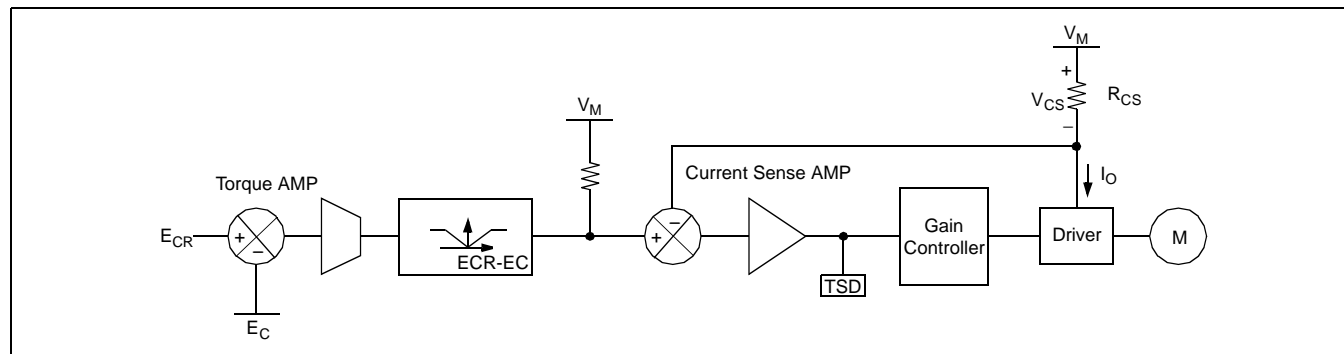 V_M
+
V_CS
R_CS
−
V_M
Torque AMP
Current Sense AMP
I_O
E_CR
+
−
ECR-EC
+
−
TSD
Gain
Controller
Driver
M
E_C